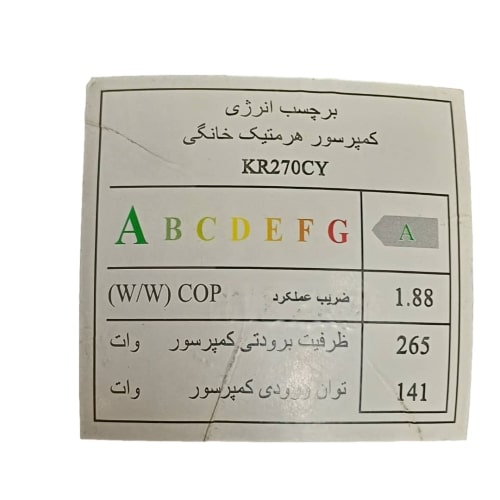 برچسب انرژی
کمپرسور هرمتیک خانگی
KR270CY
A B C D E F G A
(W/W) COP ضریب عملکرد 1.88
ظرفیت برودتی کمپرسور وات 265
توان ورودی کمپرسور وات 141